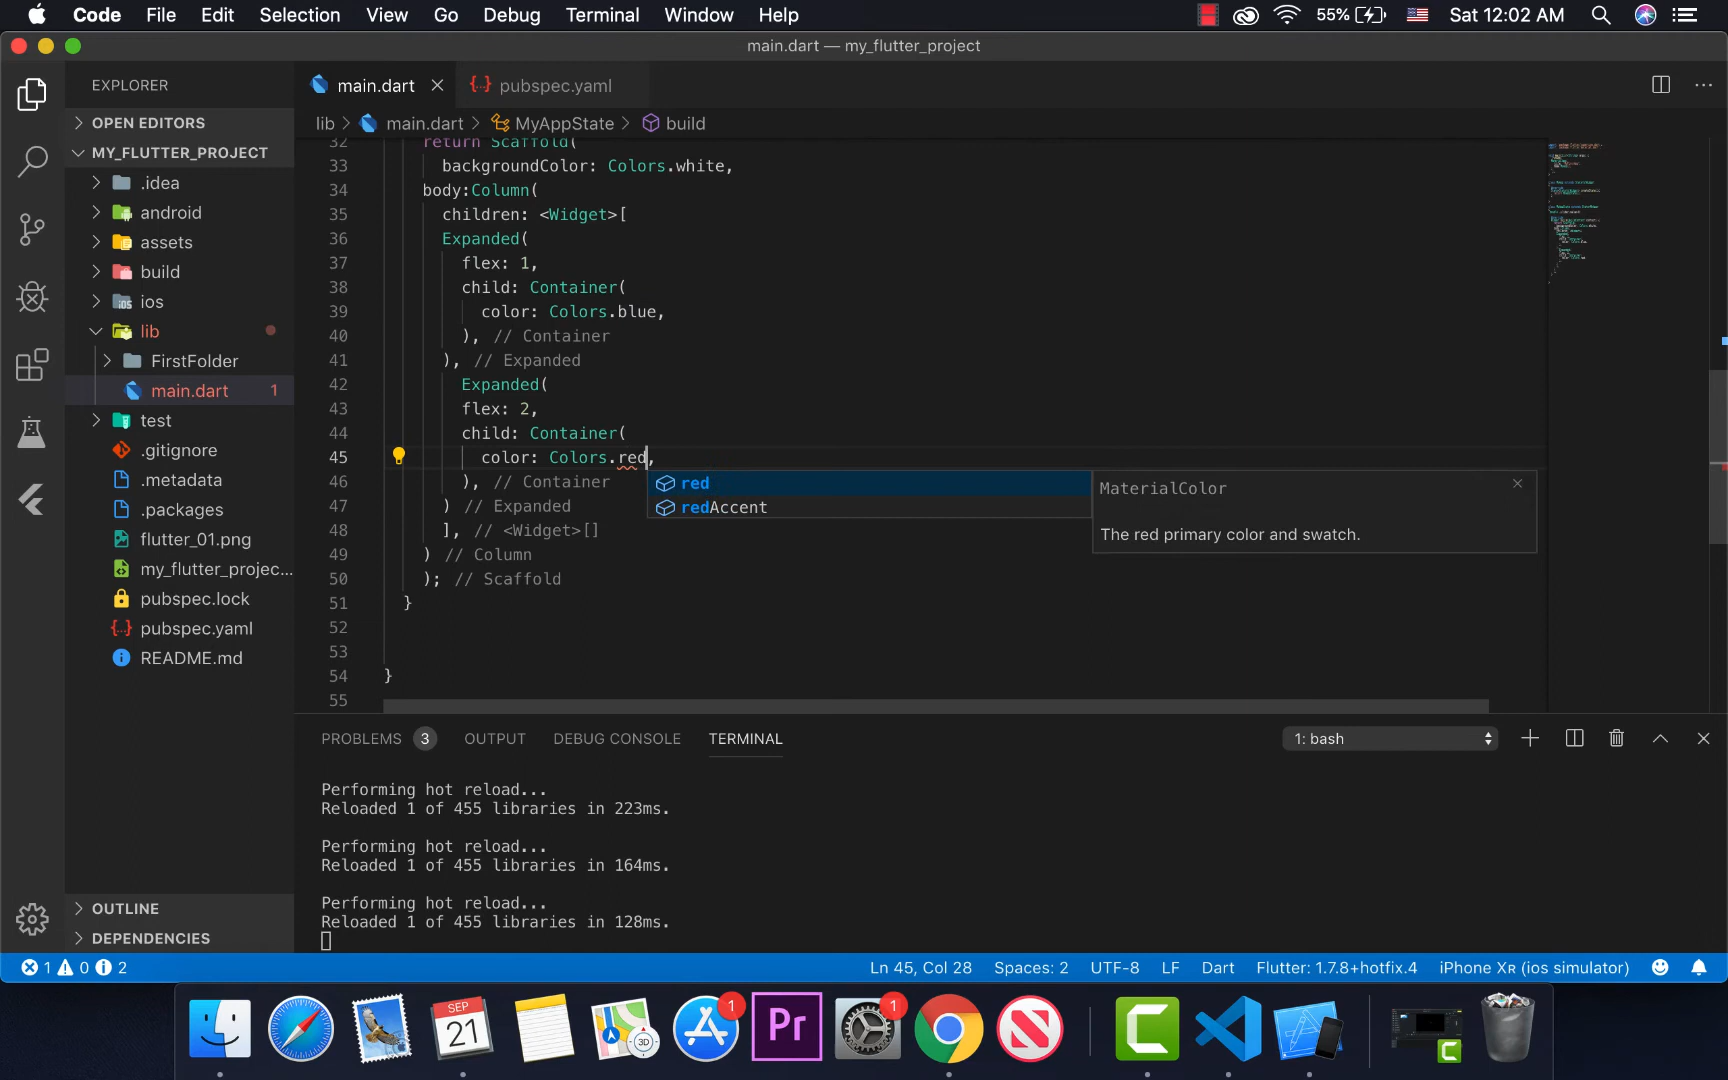 Code File Edit Selection View Go Debug Terminal Window Help 55% Sat 12:02 AM
main.dart — my_flutter_project
EXPLORER main.dart pubspec.yaml
OPEN EDITORS
MY_FLUTTER_PROJECT
.idea
android
assets
build
ios
lib
FirstFolder
main.dart 1
test
.gitignore
.metadata
.packages
flutter_01.png
my_flutter_projec...
pubspec.lock
pubspec.yaml
README.md
OUTLINE
DEPENDENCIES
lib > main.dart > MyAppState > build
32 return Scaffold(
33 backgroundColor: Colors.white,
34 body:Column(
35 children: <Widget>[
36 Expanded(
37 flex: 1,
38 child: Container(
39 color: Colors.blue,
40 ), // Container
41 ), // Expanded
42 Expanded(
43 flex: 2,
44 child: Container(
45 color: Colors.red,
46 ), // Container
47 ) // Expanded
48 ], // <Widget>[]
49 ) // Column
50 ); // Scaffold
51 }
52
53
54 }
55
red
redAccent
MaterialColor
The red primary color and swatch.
PROBLEMS 3 OUTPUT DEBUG CONSOLE TERMINAL 1: bash
Performing hot reload...
Reloaded 1 of 455 libraries in 223ms.
Performing hot reload...
Reloaded 1 of 455 libraries in 164ms.
Performing hot reload...
Reloaded 1 of 455 libraries in 128ms.
1 0 2 Ln 45, Col 28 Spaces: 2 UTF-8 LF Dart Flutter: 1.7.8+hotfix.4 iPhone XR (ios simulator)
SEP
21
3D
1
Pr
1
N
C
C